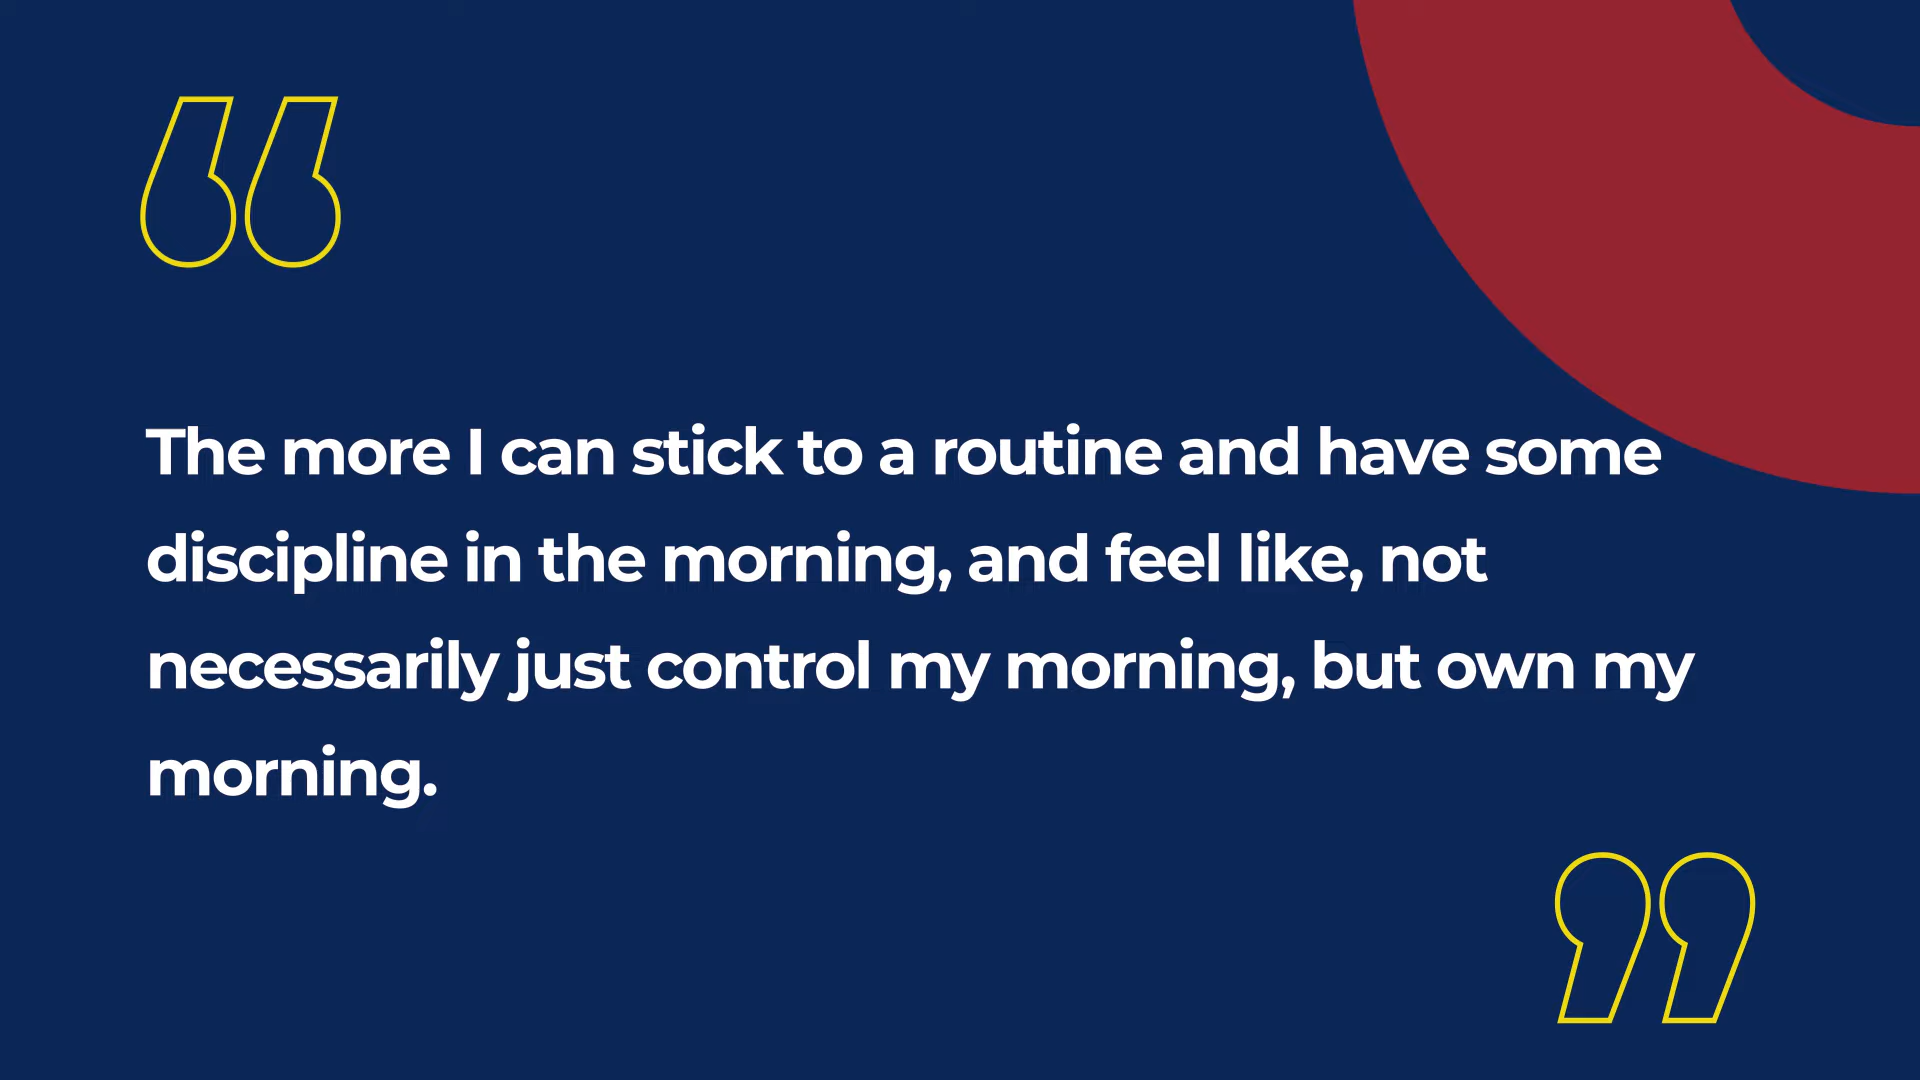 The more I can stick to a routine and have some
discipline in the morning, and feel like, not
necessarily just control my morning, but own my
morning.